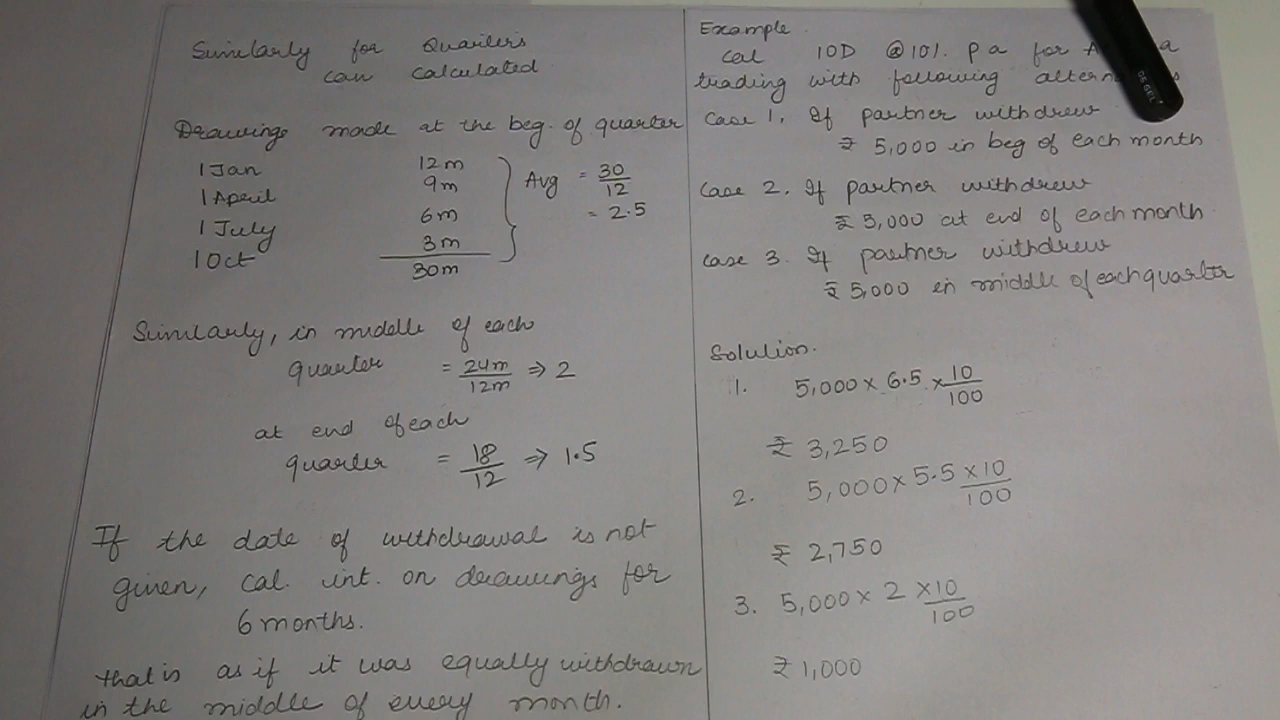 Similarly for Quarters
can calculated
Drawings made at the beg. of quarter
1 Jan 12m
1 April 9m
1 July 6m
1 Oct 3m
30m
Avg = 30/12
= 2.5
Similarly, in middle of each
quarter = 24m/12m ⇒ 2
at end of each
quarter = 18/12 ⇒ 1.5
If the date of withdrawal is not
given, cal. int. on drawings for
6 months.
that is as if it was equally withdrawn
in the middle of every month.
Example
Cal IOD @ 10%. p a for
trading with following
Case 1. If partner withdrew
₹ 5,000 in beg of each month
Case 2. If partner withdrew
₹ 5,000 at end of each month
Case 3. If partner withdrew
₹ 5,000 in middle of each quarter
Solution.
1. 5,000 × 6.5 × 10/100
₹ 3,250
2. 5,000 × 5.5 × 10/100
₹ 2,750
3. 5,000 × 2 × 10/100
₹ 1,000